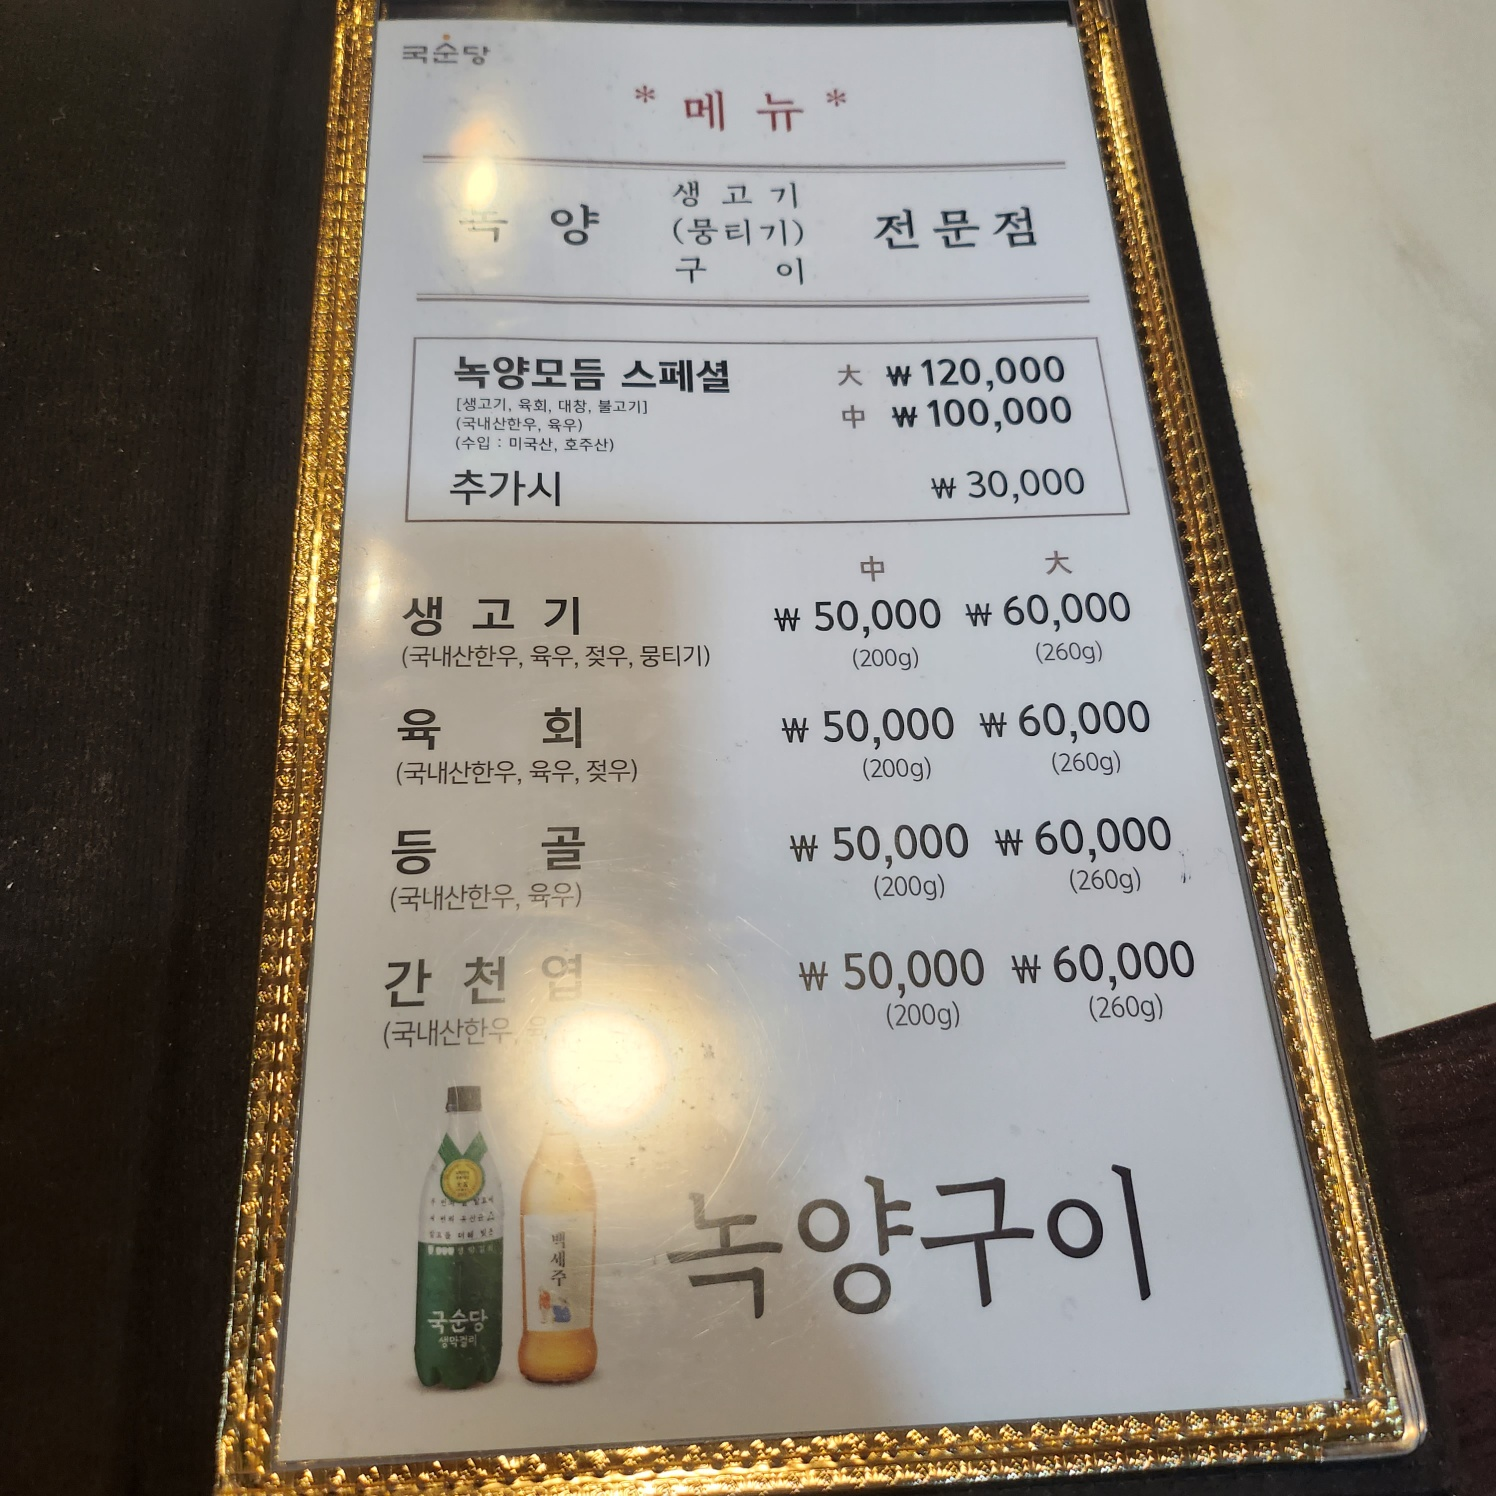 국순당
* 메 뉴 *
녹 양 생 고 기 (뭉티기) 구 이 전문점
녹양모듬 스페셜 大 ₩ 120,000
[생고기, 육회, 대창, 불고기] 中 ₩ 100,000
(국내산한우, 육우)
(수입 : 미국산, 호주산)
추가시 ₩ 30,000
中 大
생 고 기 ₩ 50,000 ₩ 60,000
(국내산한우, 육우, 젖우, 뭉티기) (200g) (260g)
육 회 ₩ 50,000 ₩ 60,000
(국내산한우, 육우, 젖우) (200g) (260g)
등 골 ₩ 50,000 ₩ 60,000
(국내산한우, 육우) (200g) (260g)
간 천 엽 ₩ 50,000 ₩ 60,000
(국내산한우, (200g) (260g)
백세주
국순당
생막걸리
녹양구이